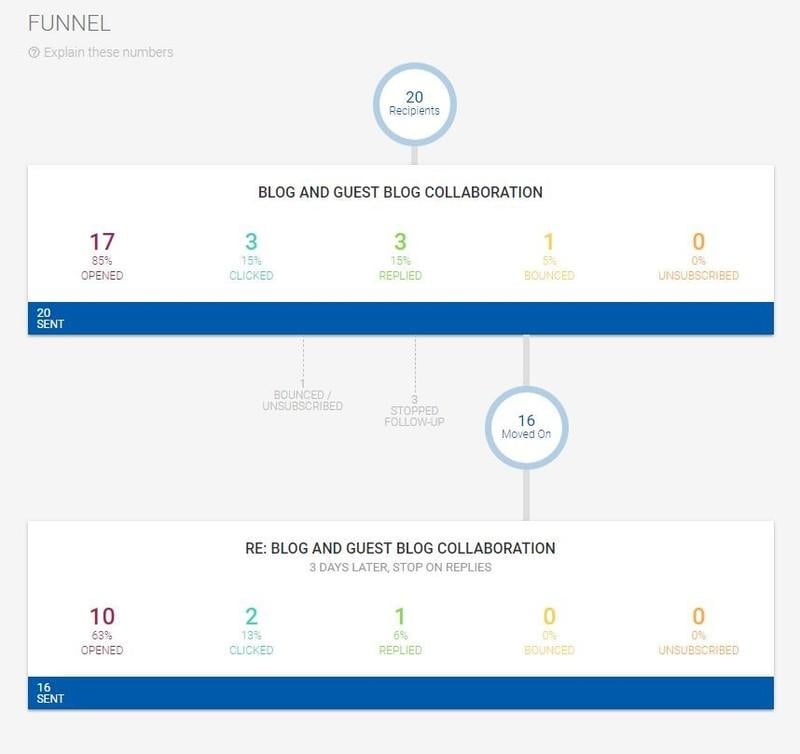 FUNNEL
Explain these numbers
20
Recipients
BLOG AND GUEST BLOG COLLABORATION
17 3 3 1 0
85% 15% 15% 5% 0%
OPENED CLICKED REPLIED BOUNCED UNSUBSCRIBED
20
SENT
1
BOUNCED /
UNSUBSCRIBED
3
STOPPED
FOLLOW-UP
16
Moved On
RE: BLOG AND GUEST BLOG COLLABORATION
3 DAYS LATER, STOP ON REPLIES
10 2 1 0 0
63% 13% 6% 0% 0%
OPENED CLICKED REPLIED BOUNCED UNSUBSCRIBED
16
SENT